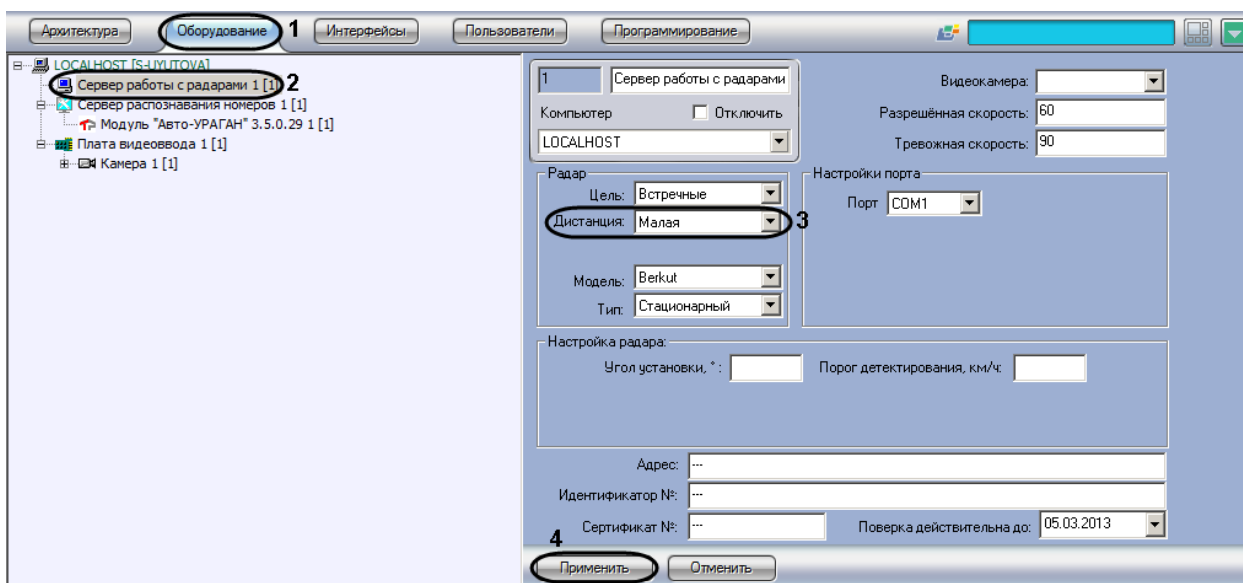 Архитектура Оборудование 1 Интерфейсы Пользователи Программирование
LOCALHOST [S-UYUTOVA]
Сервер работы с радарами 1 [1] 2
Сервер распознавания номеров 1 [1]
Модуль "Авто-УРАГАН" 3.5.0.29 1 [1]
Плата видеоввода 1 [1]
Камера 1 [1]
1 Сервер работы с радарами
Компьютер Отключить
LOCALHOST
Видеокамера:
Разрешённая скорость: 60
Тревожная скорость: 90
Радар
Цель: Встречные
Дистанция: Малая 3
Модель: Berkut
Тип: Стационарный
Настройки порта
Порт COM1
Настройка радара:
Угол установки, °: Порог детектирования, км/ч:
Адрес: ---
Идентификатор №: ---
Сертификат №: --- Поверка действительна до: 05.03.2013
4
Применить Отменить